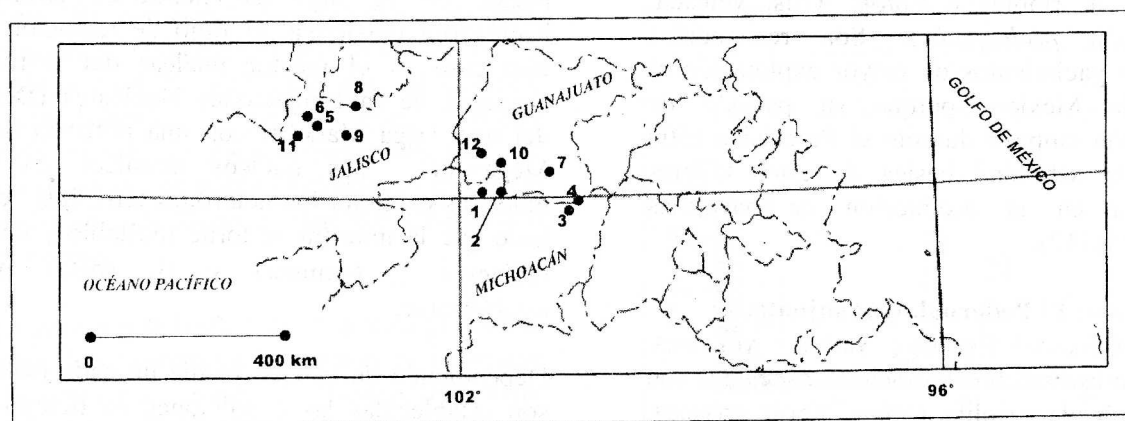 8
6
5
11
9
JALISCO
GUANAJUATO
12
10
7
4
1
3
2
MICHOACÁN
OCÉANO PACÍFICO
GOLFO DE MÉXICO
0
400 km
102°
96°